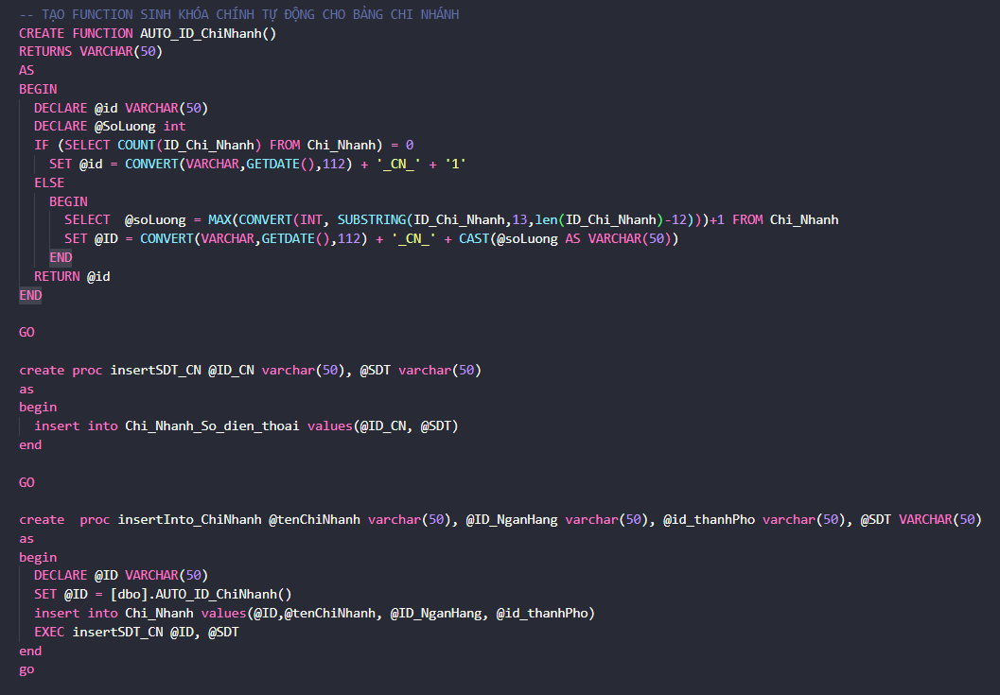 -- TẠO FUNCTION SINH KHÓA CHÍNH TỰ ĐỘNG CHO BẢNG CHI NHÁNH
CREATE FUNCTION AUTO_ID_ChiNhanh()
RETURNS VARCHAR(50)
AS
BEGIN
DECLARE @id VARCHAR(50)
DECLARE @SoLuong int
IF (SELECT COUNT(ID_Chi_Nhanh) FROM Chi_Nhanh) = 0
SET @id = CONVERT(VARCHAR,GETDATE(),112) + '_CN_' + '1'
ELSE
BEGIN
SELECT  @soLuong = MAX(CONVERT(INT, SUBSTRING(ID_Chi_Nhanh,13,len(ID_Chi_Nhanh)-12)))+1 FROM Chi_Nhanh
SET @ID = CONVERT(VARCHAR,GETDATE(),112) + '_CN_' + CAST(@soLuong AS VARCHAR(50))
END
RETURN @id
END
GO
create proc insertSDT_CN @ID_CN varchar(50), @SDT varchar(50)
as
begin
insert into Chi_Nhanh_So_dien_thoai values(@ID_CN, @SDT)
end
GO
create  proc insertInto_ChiNhanh @tenChiNhanh varchar(50), @ID_NganHang varchar(50), @id_thanhPho varchar(50), @SDT VARCHAR(50)
as
begin
DECLARE @ID VARCHAR(50)
SET @ID = [dbo].AUTO_ID_ChiNhanh()
insert into Chi_Nhanh values(@ID,@tenChiNhanh, @ID_NganHang, @id_thanhPho)
EXEC insertSDT_CN @ID, @SDT
end
go